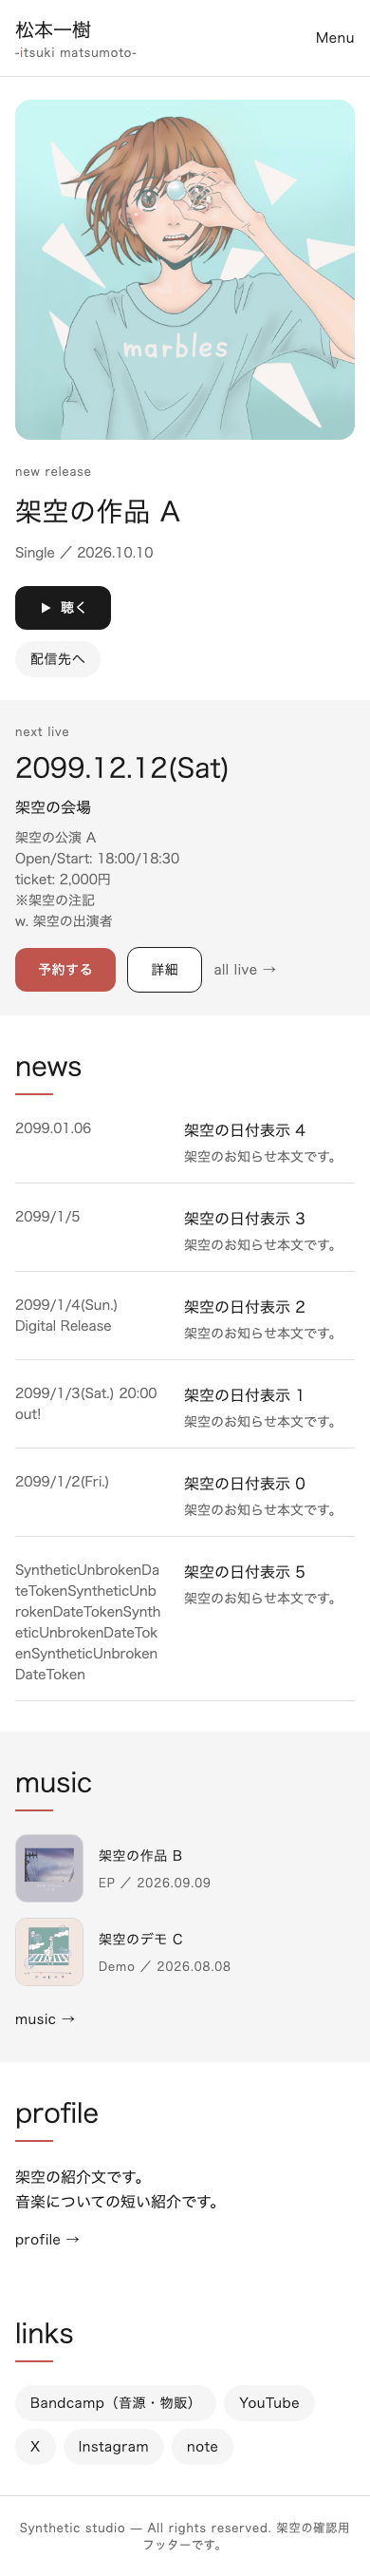 松本一樹
-itsuki matsumoto-
Menu
marbles
new release
架空の作品 A
Single ／ 2026.10.10
▶ 聴く
配信先へ
next live
2099.12.12(Sat)
架空の会場
架空の公演 A
Open/Start: 18:00/18:30
ticket: 2,000円
※架空の注記
w. 架空の出演者
予約する
詳細
all live →
news
2099.01.06
架空の日付表示 4
架空のお知らせ本文です。
2099/1/5
架空の日付表示 3
架空のお知らせ本文です。
2099/1/4(Sun.)
Digital Release
架空の日付表示 2
架空のお知らせ本文です。
2099/1/3(Sat.) 20:00
out!
架空の日付表示 1
架空のお知らせ本文です。
2099/1/2(Fri.)
架空の日付表示 0
架空のお知らせ本文です。
SyntheticUnbrokenDa
teTokenSyntheticUnb
rokenDateTokenSynth
eticUnbrokenDateTok
enSyntheticUnbroken
DateToken
架空の日付表示 5
架空のお知らせ本文です。
music
架空の作品 B
EP ／ 2026.09.09
架空のデモ C
Demo ／ 2026.08.08
music →
profile
架空の紹介文です。
音楽についての短い紹介です。
profile →
links
Bandcamp（音源・物販）
YouTube
X
Instagram
note
Synthetic studio — All rights reserved. 架空の確認用
フッターです。